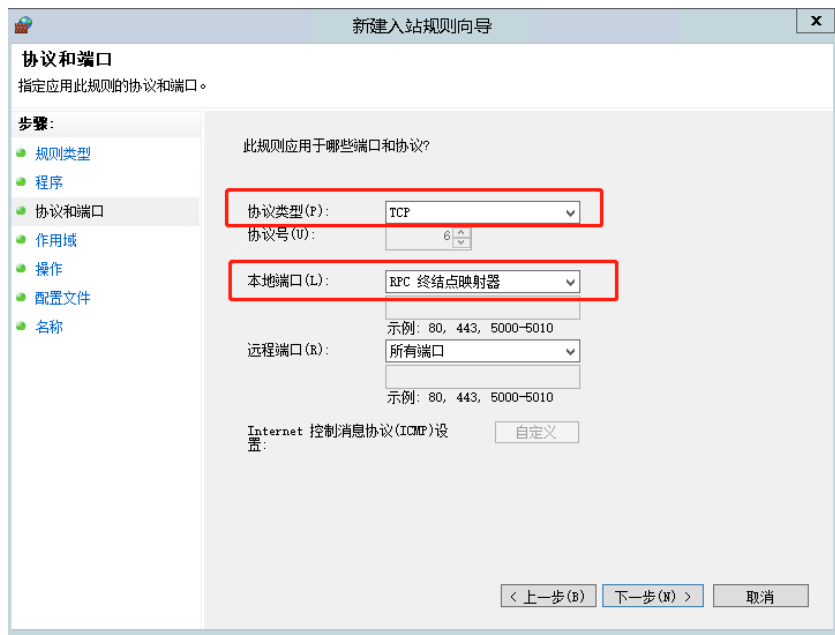 新建入站规则向导
x
协议和端口
指定应用此规则的协议和端口。
步骤:
规则类型
程序
协议和端口
作用域
操作
配置文件
名称
此规则应用于哪些端口和协议?
协议类型(P): TCP
协议号(U): 6
本地端口(L): RPC 终结点映射器
示例: 80, 443, 5000-5010
远程端口(R): 所有端口
示例: 80, 443, 5000-5010
Internet 控制消息协议(ICMP)设
置:
自定义
< 上一步(B) 下一步(N) > 取消